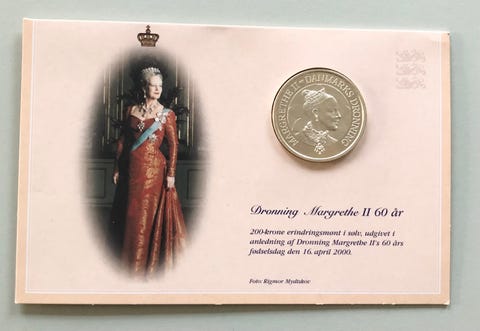 MARGRETHE II – DANMARKS DRONNING
Dronning Margrethe II 60 år
200-krone erindringsmønt i sølv, udgivet i
anledning af Dronning Margrethe II's 60 års
fødselsdag den 16. april 2000.
Foto: Rigmor Mydtskov